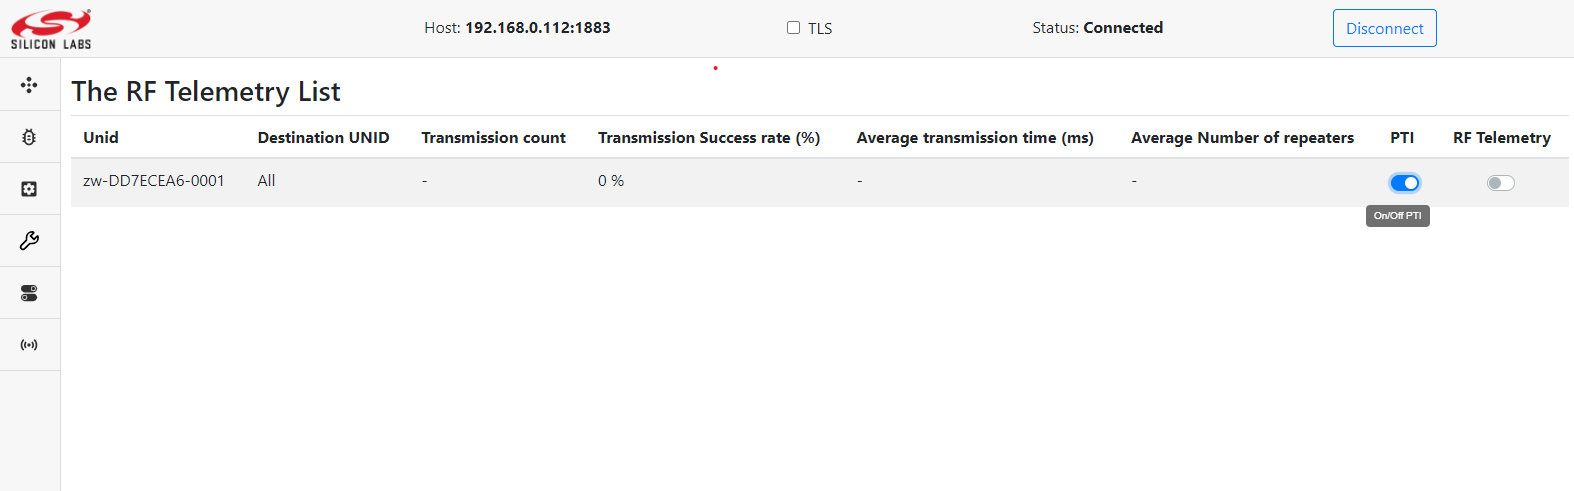 SILICON LABS
Host: 192.168.0.112:1883
TLS
Status: Connected
Disconnect
The RF Telemetry List
Unid Destination UNID Transmission count Transmission Success rate (%) Average transmission time (ms) Average Number of repeaters PTI RF Telemetry
zw-DD7ECEA6-0001 All - 0 % - -
On/Off PTI